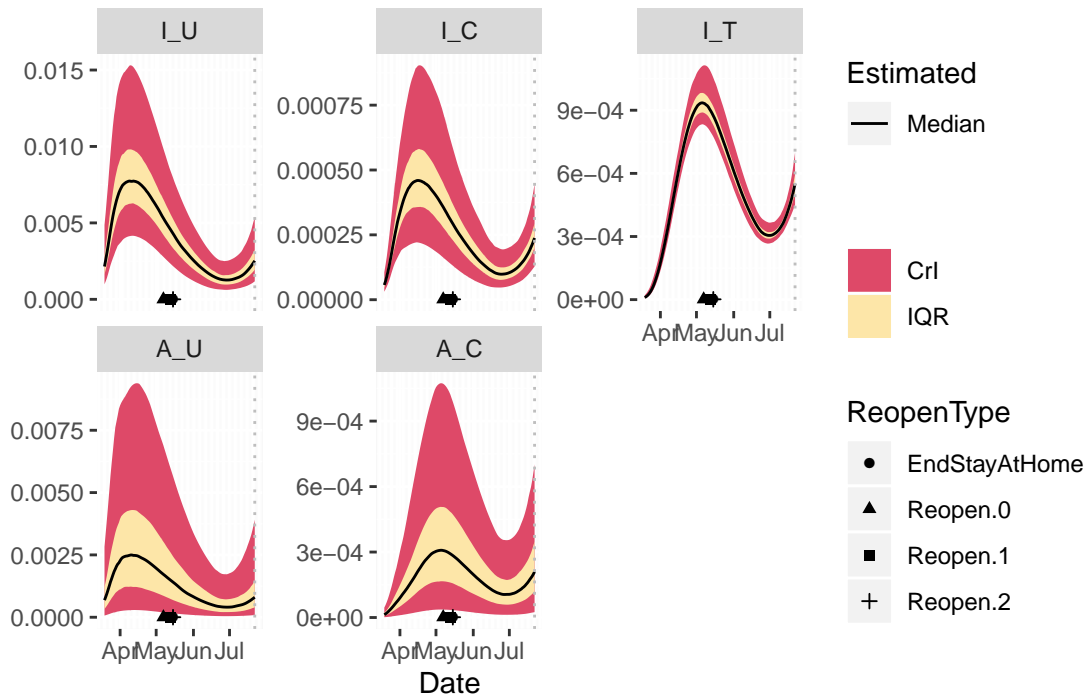 I_U
I_C
I_T
0.015
0.010
0.005
0.000
0.00075
0.00050
0.00025
0.00000
9e−04
6e−04
3e−04
0e+00
Apr May Jun Jul
A_U
A_C
0.0075
0.0050
0.0025
0.0000
Apr May Jun Jul
9e−04
6e−04
3e−04
0e+00
Apr May Jun Jul
Date
Estimated
Median
CrI
IQR
ReopenType
EndStayAtHome
Reopen.0
Reopen.1
Reopen.2